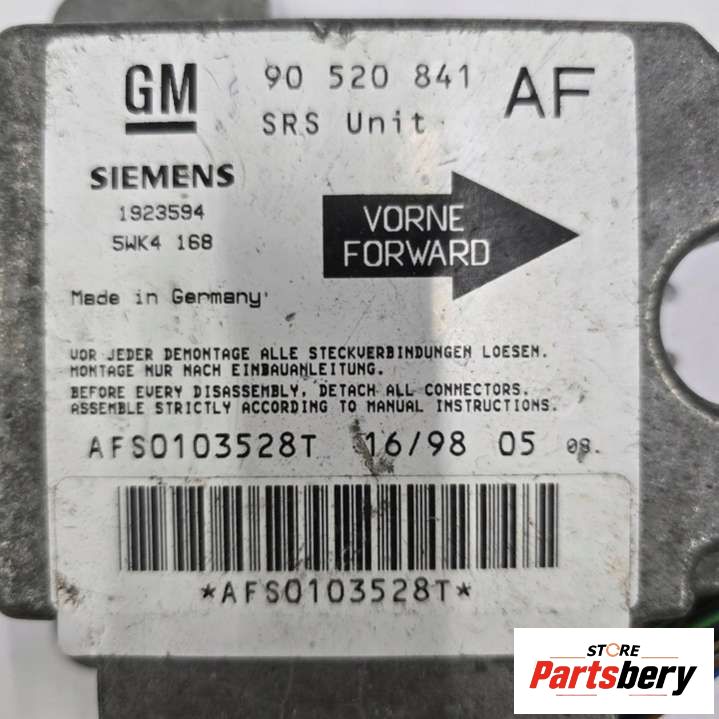 GM
90 520 841
AF
SRS Unit
SIEMENS
1923594
5WK4 168
VORNE
FORWARD
Made in Germany
VOR JEDER DEMONTAGE ALLE STECKVERBINDUNGEN LOESEN.
MONTAGE NUR NACH EINBAUANLEITUNG.
BEFORE EVERY DISASSEMBLY, DETACH ALL CONNECTORS.
ASSEMBLE STRICTLY ACCORDING TO MANUAL INSTRUCTIONS.
AFS0103528T 16/98 05
*AFS0103528T*
STORE
Partsbery